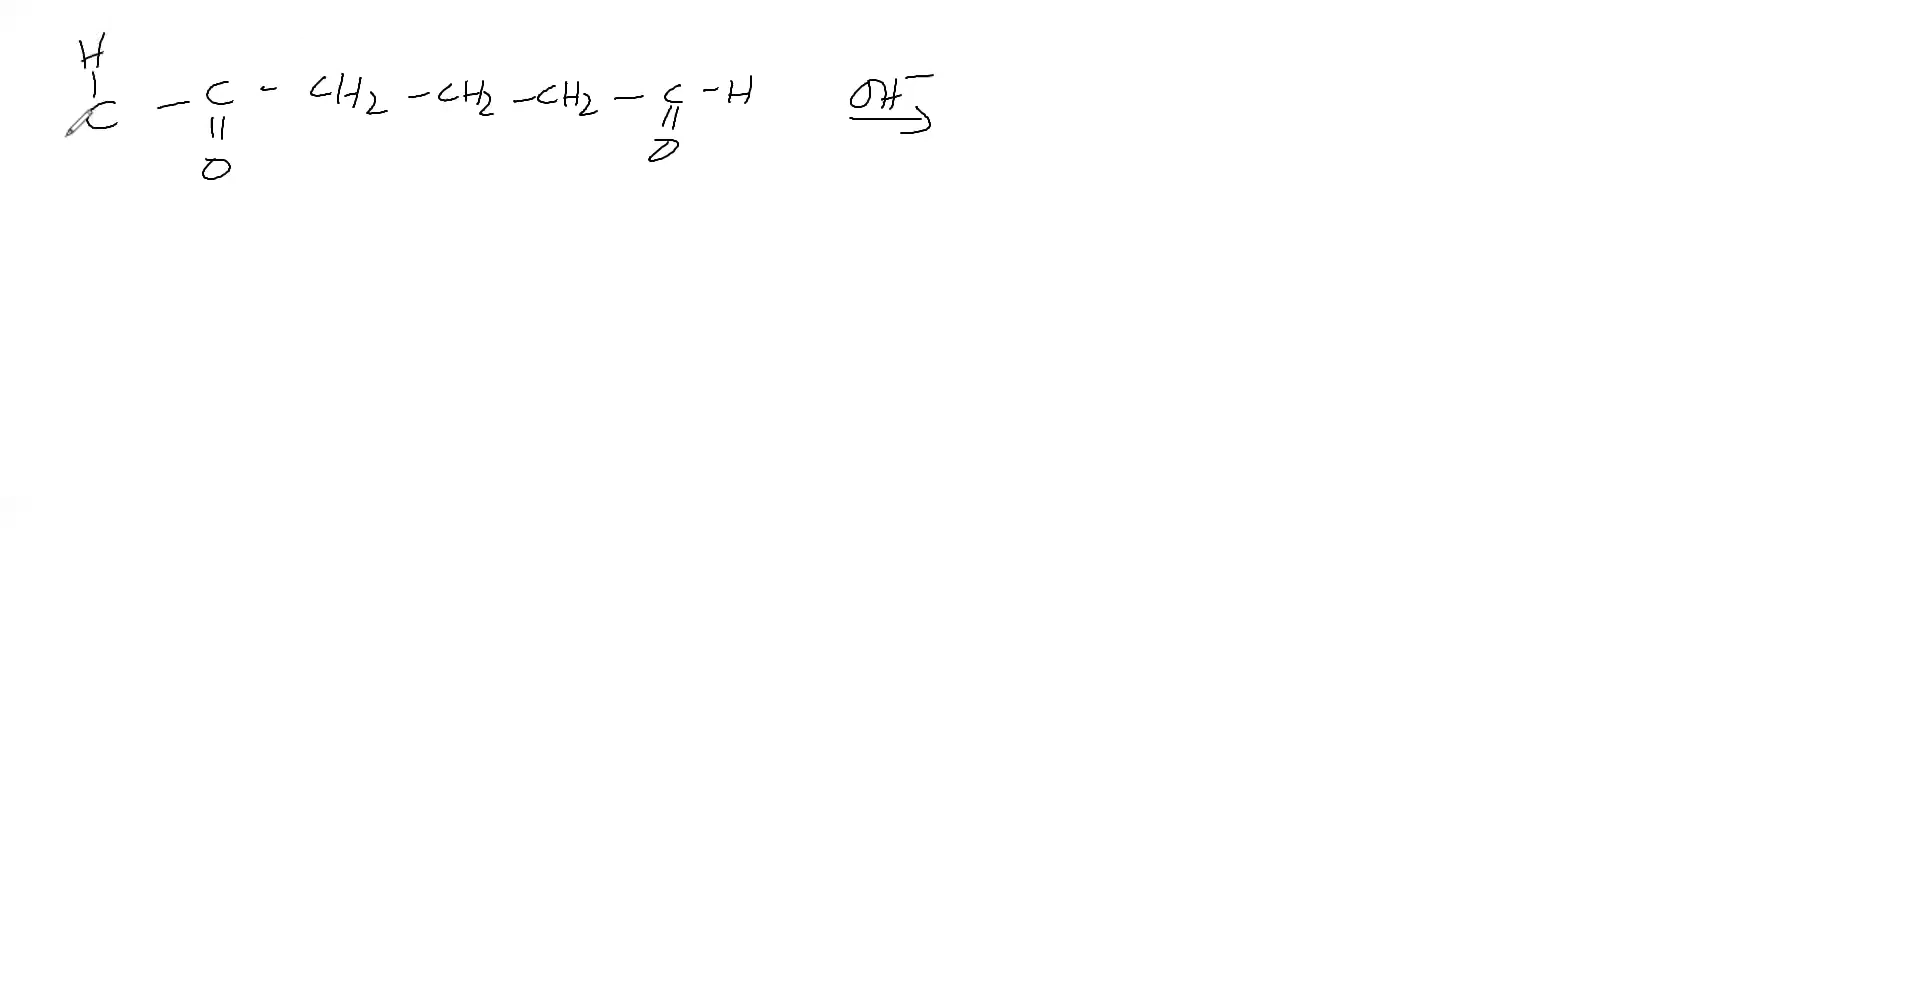 H
C - C - CH2 - CH2 - CH2 - C - H OH⁻
O O